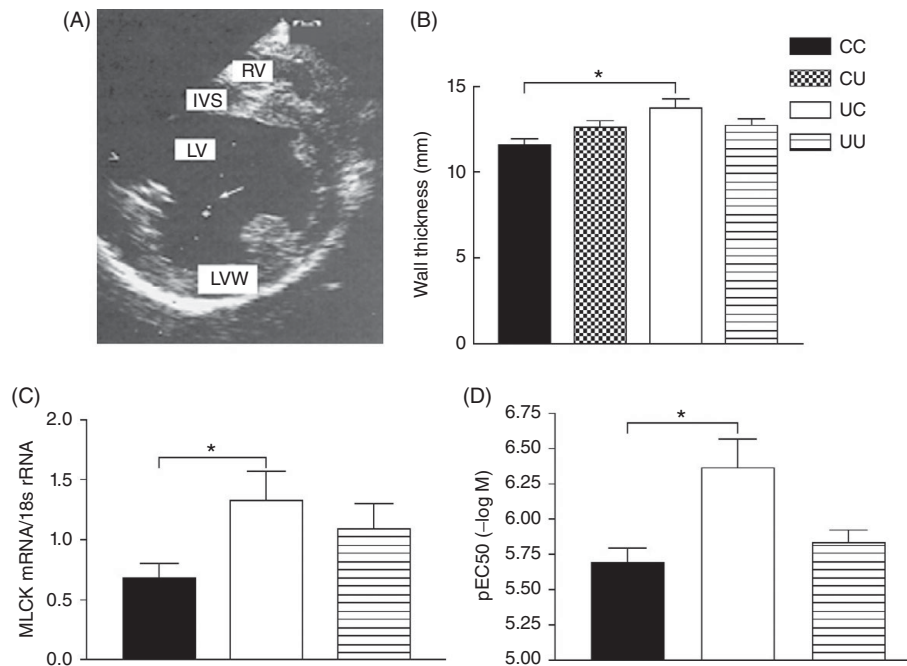 (A)
RV
IVS
LV
LVW
(B)
Wall thickness (mm)
15
10
5
0
*
CC
CU
UC
UU
(C)
MLCK mRNA/18s rRNA
2.0
1.5
1.0
0.5
0.0
*
(D)
pEC50 (–log M)
6.75
6.50
6.25
6.00
5.75
5.50
5.25
5.00
*